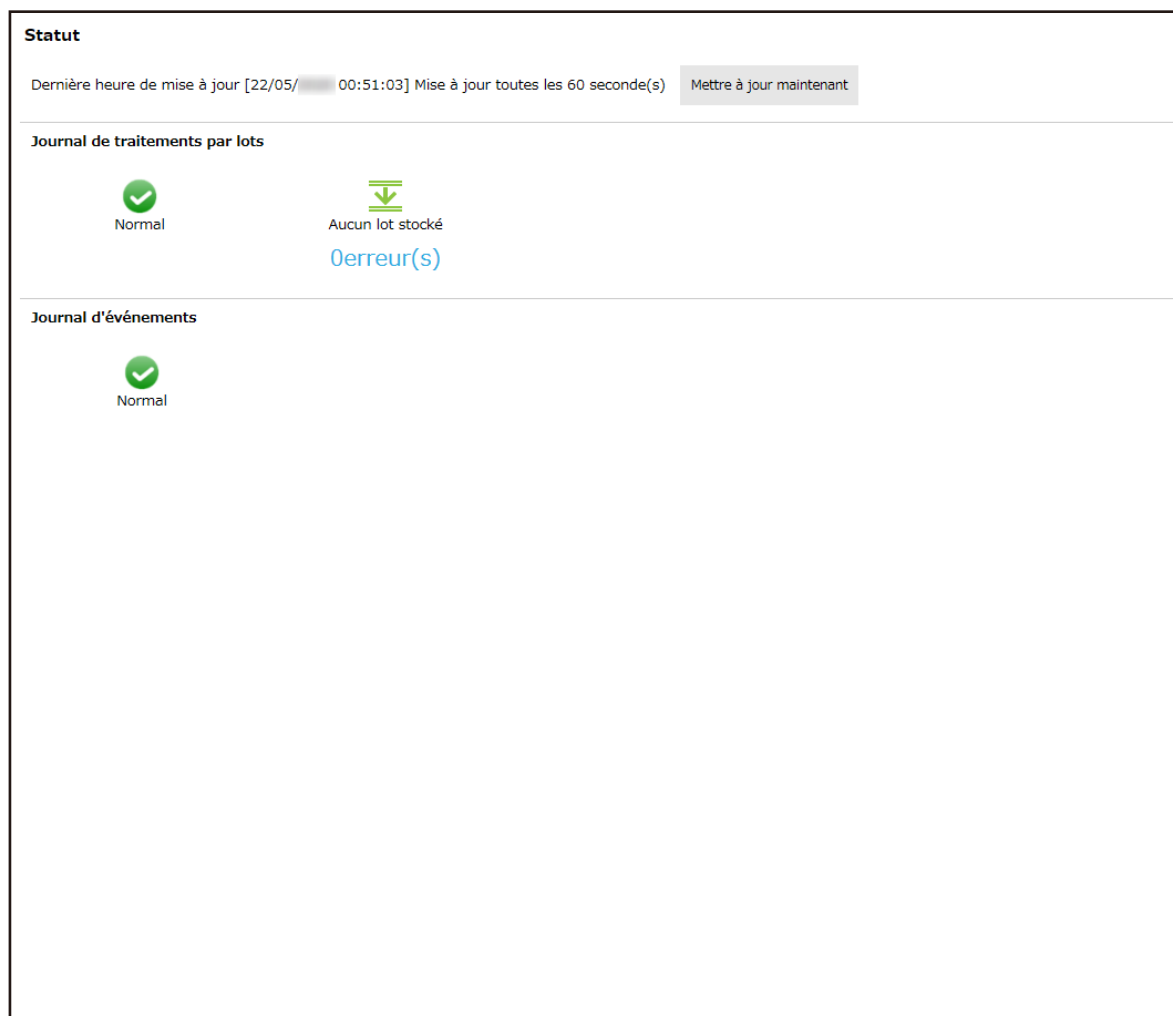 Statut
Dernière heure de mise à jour [22/05/ 00:51:03] Mise à jour toutes les 60 seconde(s) Mettre à jour maintenant
Journal de traitements par lots
Normal Aucun lot stocké
0erreur(s)
Journal d'événements
Normal